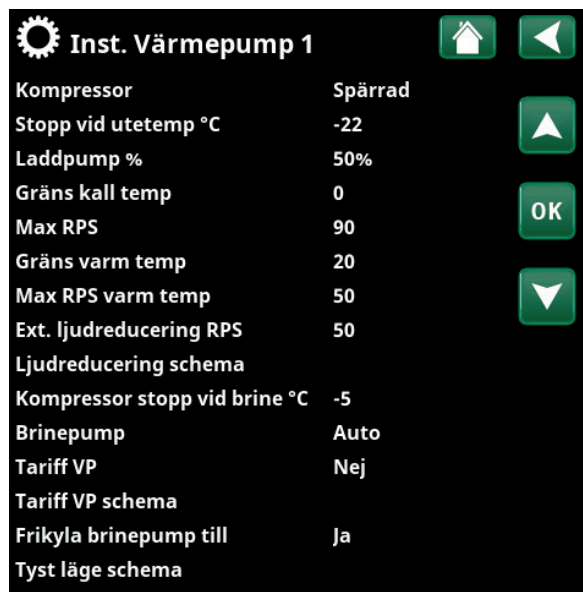 Inst. Värmepump 1
Kompressor Spärrad
Stopp vid utetemp °C -22
Laddpump % 50%
Gräns kall temp 0
OK
Max RPS 90
Gräns varm temp 20
Max RPS varm temp 50
Ext. ljudreducering RPS 50
Ljudreducering schema
Kompressor stopp vid brine °C -5
Brinepump Auto
Tariff VP Nej
Tariff VP schema
Frikyla brinepump till Ja
Tyst läge schema